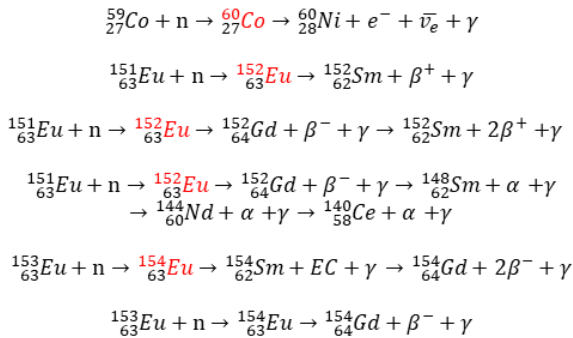 ⁵⁹₂₇Co + n → ⁶⁰₂₇Co → ⁶⁰₂₈Ni + e⁻ + ν̅ₑ + γ
¹⁵¹₆₃Eu + n → ¹⁵²₆₃Eu → ¹⁵²₆₂Sm + β⁺ + γ
¹⁵¹₆₃Eu + n → ¹⁵²₆₃Eu → ¹⁵²₆₄Gd + β⁻ + γ → ¹⁵²₆₂Sm + 2β⁺ +γ
¹⁵¹₆₃Eu + n → ¹⁵²₆₃Eu → ¹⁵²₆₄Gd + β⁻ + γ → ¹⁴⁸₆₂Sm + α +γ
→ ¹⁴⁴₆₀Nd + α +γ → ¹⁴⁰₅₈Ce + α +γ
¹⁵³₆₃Eu + n → ¹⁵⁴₆₃Eu → ¹⁵⁴₆₂Sm + EC + γ → ¹⁵⁴₆₄Gd + 2β⁻ + γ
¹⁵³₆₃Eu + n → ¹⁵⁴₆₃Eu → ¹⁵⁴₆₄Gd + β⁻ + γ